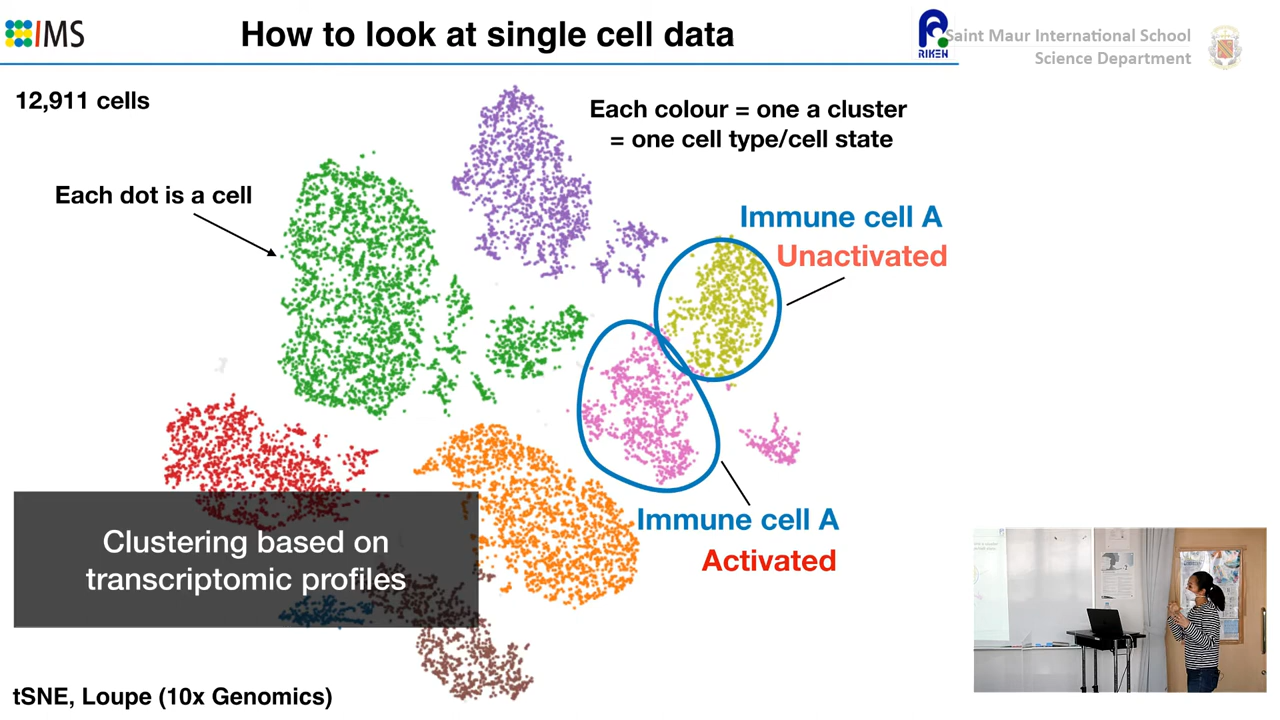 IMS
How to look at single cell data
RIKEN
Saint Maur International School
Science Department
12,911 cells
Each colour = one a cluster
= one cell type/cell state
Each dot is a cell
Immune cell A
Unactivated
Immune cell A
Activated
Clustering based on
transcriptomic profiles
tSNE, Loupe (10x Genomics)